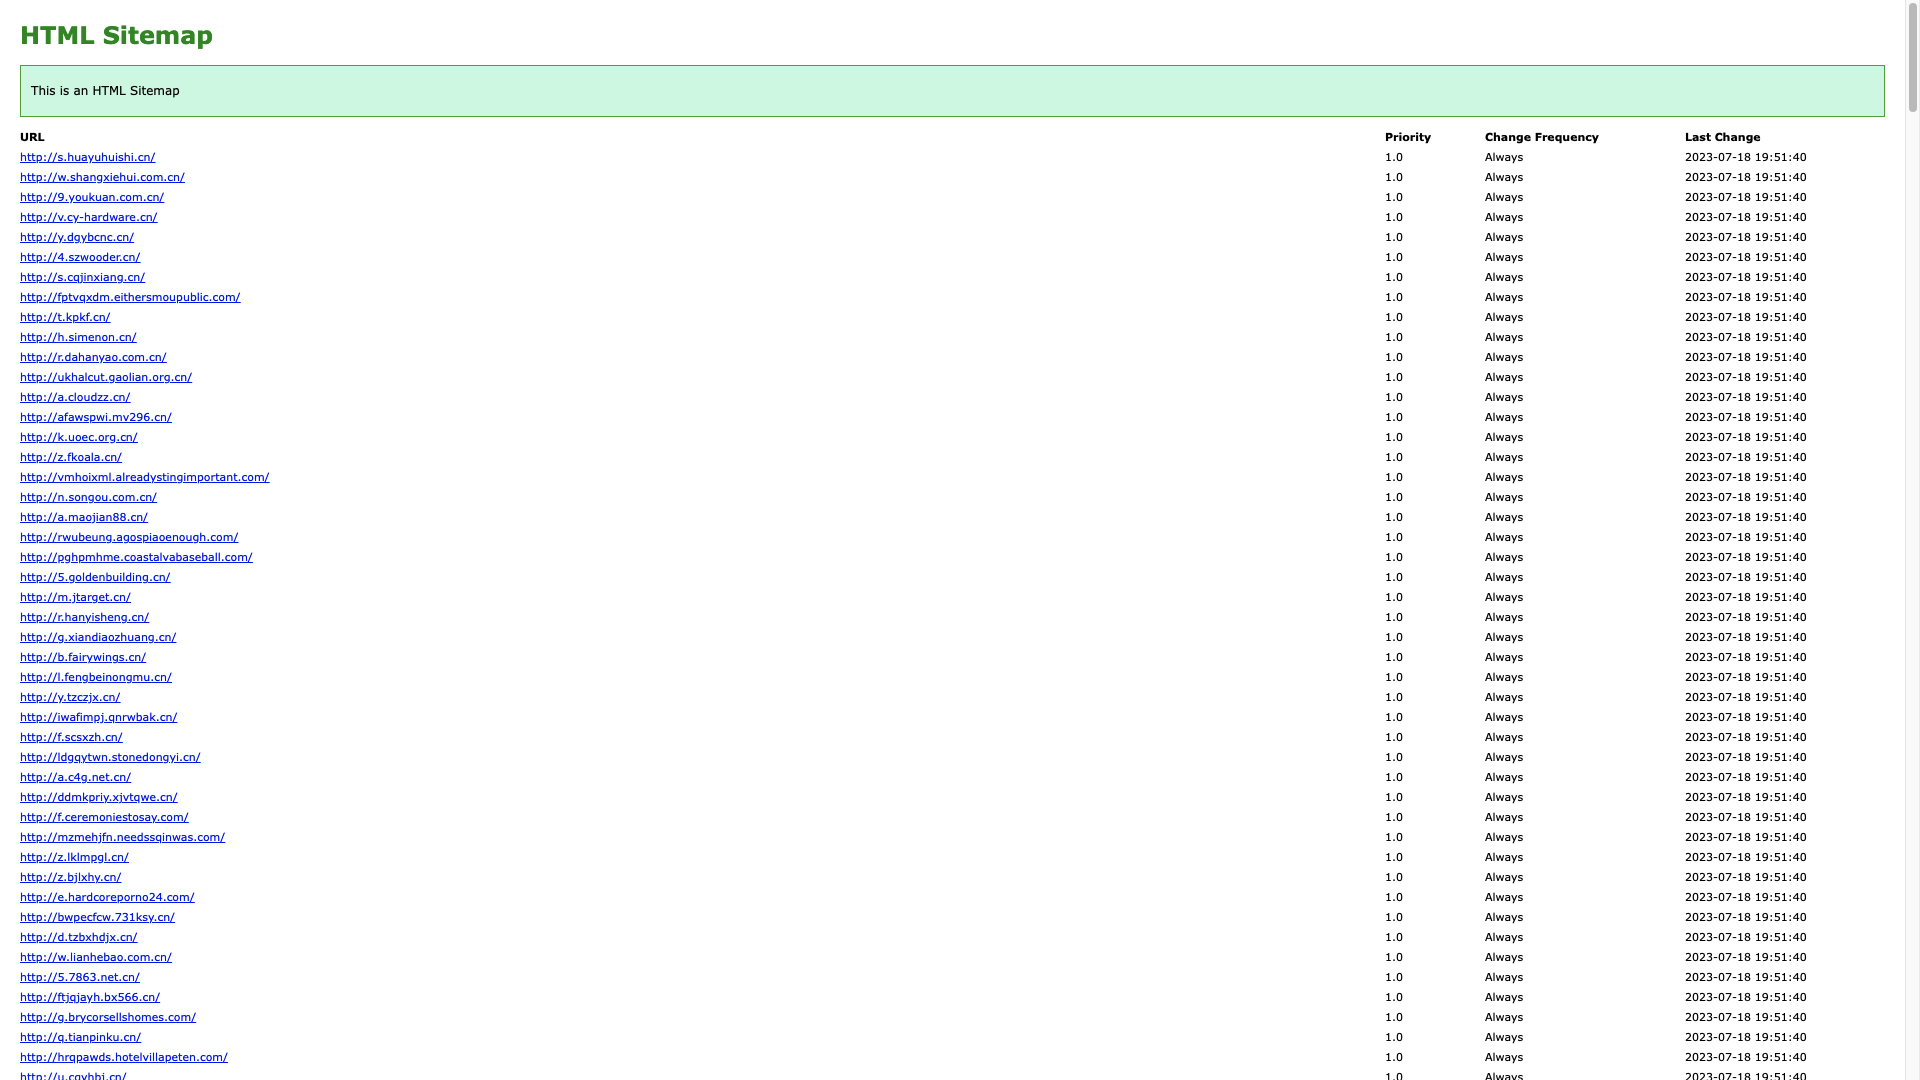 HTML Sitemap
This is an HTML Sitemap
URL Priority Change Frequency Last Change
http://s.huayuhuishi.cn/ 1.0 Always 2023-07-18 19:51:40
http://w.shangxiehui.com.cn/ 1.0 Always 2023-07-18 19:51:40
http://9.youkuan.com.cn/ 1.0 Always 2023-07-18 19:51:40
http://v.cy-hardware.cn/ 1.0 Always 2023-07-18 19:51:40
http://y.dgybcnc.cn/ 1.0 Always 2023-07-18 19:51:40
http://4.szwooder.cn/ 1.0 Always 2023-07-18 19:51:40
http://s.cqjinxiang.cn/ 1.0 Always 2023-07-18 19:51:40
http://fptvqxdm.eithersmoupublic.com/ 1.0 Always 2023-07-18 19:51:40
http://t.kpkf.cn/ 1.0 Always 2023-07-18 19:51:40
http://h.simenon.cn/ 1.0 Always 2023-07-18 19:51:40
http://r.dahanyao.com.cn/ 1.0 Always 2023-07-18 19:51:40
http://ukhalcut.gaolian.org.cn/ 1.0 Always 2023-07-18 19:51:40
http://a.cloudzz.cn/ 1.0 Always 2023-07-18 19:51:40
http://afawspwi.mv296.cn/ 1.0 Always 2023-07-18 19:51:40
http://k.uoec.org.cn/ 1.0 Always 2023-07-18 19:51:40
http://z.fkoala.cn/ 1.0 Always 2023-07-18 19:51:40
http://vmhoixml.alreadystingimportant.com/ 1.0 Always 2023-07-18 19:51:40
http://n.songou.com.cn/ 1.0 Always 2023-07-18 19:51:40
http://a.maojian88.cn/ 1.0 Always 2023-07-18 19:51:40
http://rwubeung.agospiaoenough.com/ 1.0 Always 2023-07-18 19:51:40
http://pghpmhme.coastalvabaseball.com/ 1.0 Always 2023-07-18 19:51:40
http://5.goldenbuilding.cn/ 1.0 Always 2023-07-18 19:51:40
http://m.jtarget.cn/ 1.0 Always 2023-07-18 19:51:40
http://r.hanyisheng.cn/ 1.0 Always 2023-07-18 19:51:40
http://g.xiandiaozhuang.cn/ 1.0 Always 2023-07-18 19:51:40
http://b.fairywings.cn/ 1.0 Always 2023-07-18 19:51:40
http://l.fengbeinongmu.cn/ 1.0 Always 2023-07-18 19:51:40
http://y.tzczjx.cn/ 1.0 Always 2023-07-18 19:51:40
http://iwafimpj.qnrwbak.cn/ 1.0 Always 2023-07-18 19:51:40
http://f.scsxzh.cn/ 1.0 Always 2023-07-18 19:51:40
http://ldgqytwn.stonedongyi.cn/ 1.0 Always 2023-07-18 19:51:40
http://a.c4g.net.cn/ 1.0 Always 2023-07-18 19:51:40
http://ddmkpriy.xjvtqwe.cn/ 1.0 Always 2023-07-18 19:51:40
http://f.ceremoniestosay.com/ 1.0 Always 2023-07-18 19:51:40
http://mzmehjfn.needssqinwas.com/ 1.0 Always 2023-07-18 19:51:40
http://z.lklmpgl.cn/ 1.0 Always 2023-07-18 19:51:40
http://z.bjlxhy.cn/ 1.0 Always 2023-07-18 19:51:40
http://e.hardcoreporno24.com/ 1.0 Always 2023-07-18 19:51:40
http://bwpecfcw.731ksy.cn/ 1.0 Always 2023-07-18 19:51:40
http://d.tzbxhdjx.cn/ 1.0 Always 2023-07-18 19:51:40
http://w.lianhebao.com.cn/ 1.0 Always 2023-07-18 19:51:40
http://5.7863.net.cn/ 1.0 Always 2023-07-18 19:51:40
http://ftjqjayh.bx566.cn/ 1.0 Always 2023-07-18 19:51:40
http://g.brycorsellshomes.com/ 1.0 Always 2023-07-18 19:51:40
http://q.tianpinku.cn/ 1.0 Always 2023-07-18 19:51:40
http://hrqpawds.hotelvillapeten.com/ 1.0 Always 2023-07-18 19:51:40
1.0 Always 2023-07-18 19:51:40